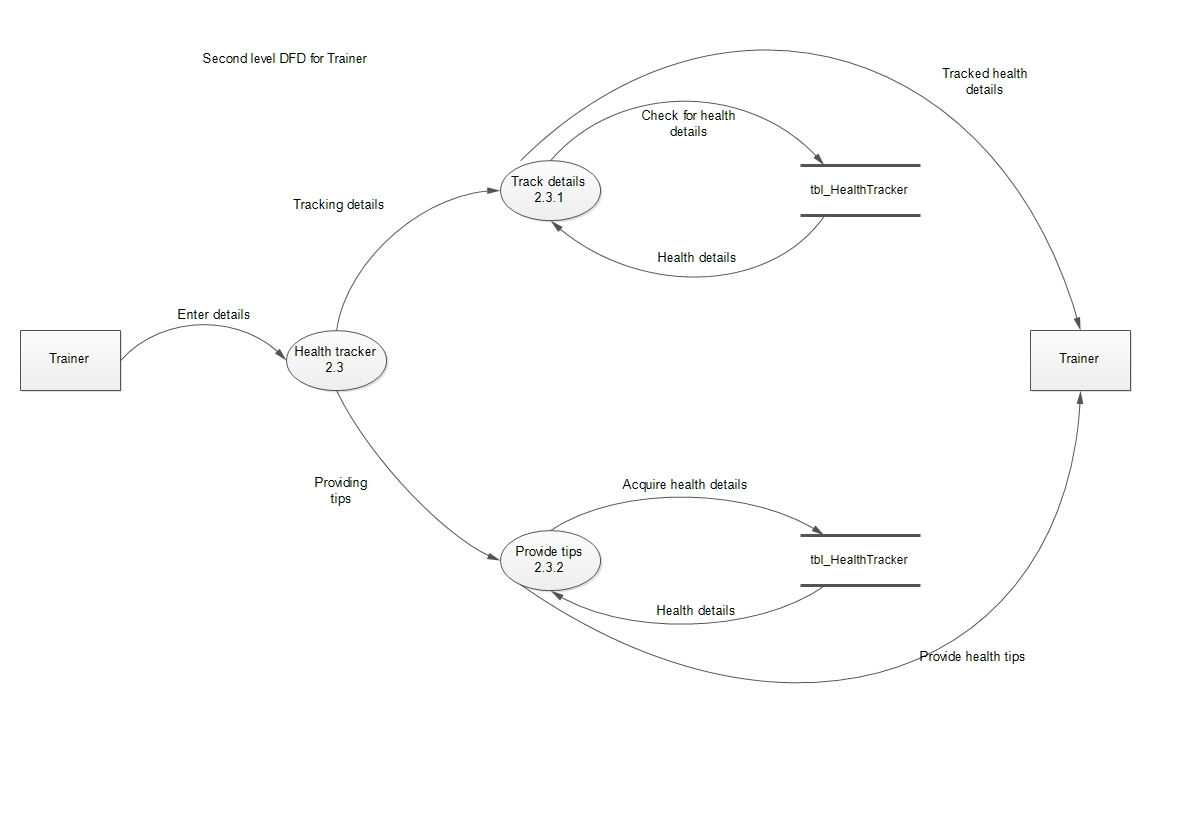 Second level DFD for Trainer
Tracked health
details
Check for health
details
Track details
2.3.1
tbl_HealthTracker
Tracking details
Health details
Enter details
Trainer
Health tracker
2.3
Trainer
Providing
tips
Acquire health details
Provide tips
2.3.2
tbl_HealthTracker
Health details
Provide health tips